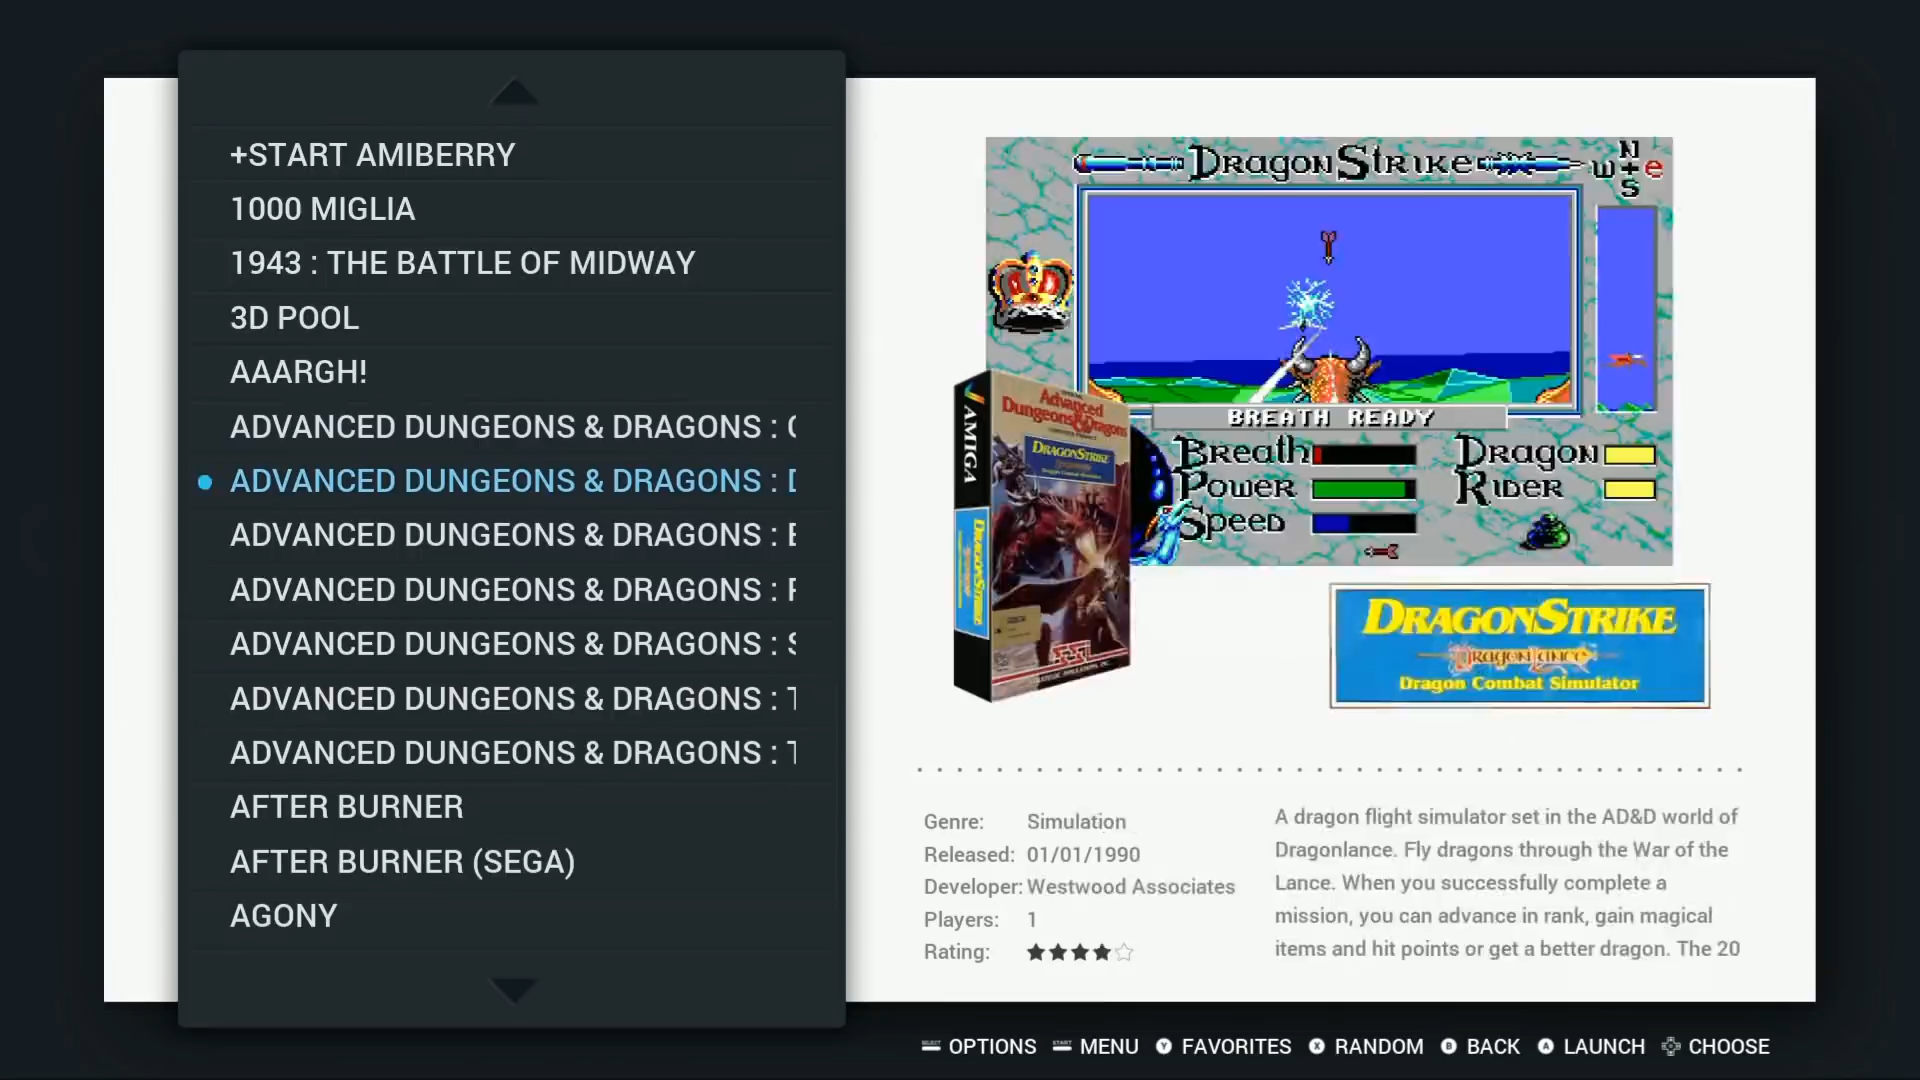 +START AMIBERRY
1000 MIGLIA
1943 : THE BATTLE OF MIDWAY
3D POOL
AAARGH!
ADVANCED DUNGEONS & DRAGONS :
ADVANCED DUNGEONS & DRAGONS :
ADVANCED DUNGEONS & DRAGONS :
ADVANCED DUNGEONS & DRAGONS :
ADVANCED DUNGEONS & DRAGONS :
ADVANCED DUNGEONS & DRAGONS : T
ADVANCED DUNGEONS & DRAGONS : T
AFTER BURNER
AFTER BURNER (SEGA)
AGONY
DragonStrike
N
W + e
S
BREATH READY
Breath
Power
Speed
Dragon
Rider
AMIGA
Advanced
Dungeons & Dragons
DRAGONSTRIKE
DRAGONSTRIKE
SSI
DRAGONSTRIKE
DragonLance
Dragon Combat Simulator
Genre: Simulation
Released: 01/01/1990
Developer: Westwood Associates
Players: 1
Rating:
A dragon flight simulator set in the AD&D world of
Dragonlance. Fly dragons through the War of the
Lance. When you successfully complete a
mission, you can advance in rank, gain magical
items and hit points or get a better dragon. The 20
SELECT OPTIONS START MENU Y FAVORITES X RANDOM B BACK A LAUNCH CHOOSE